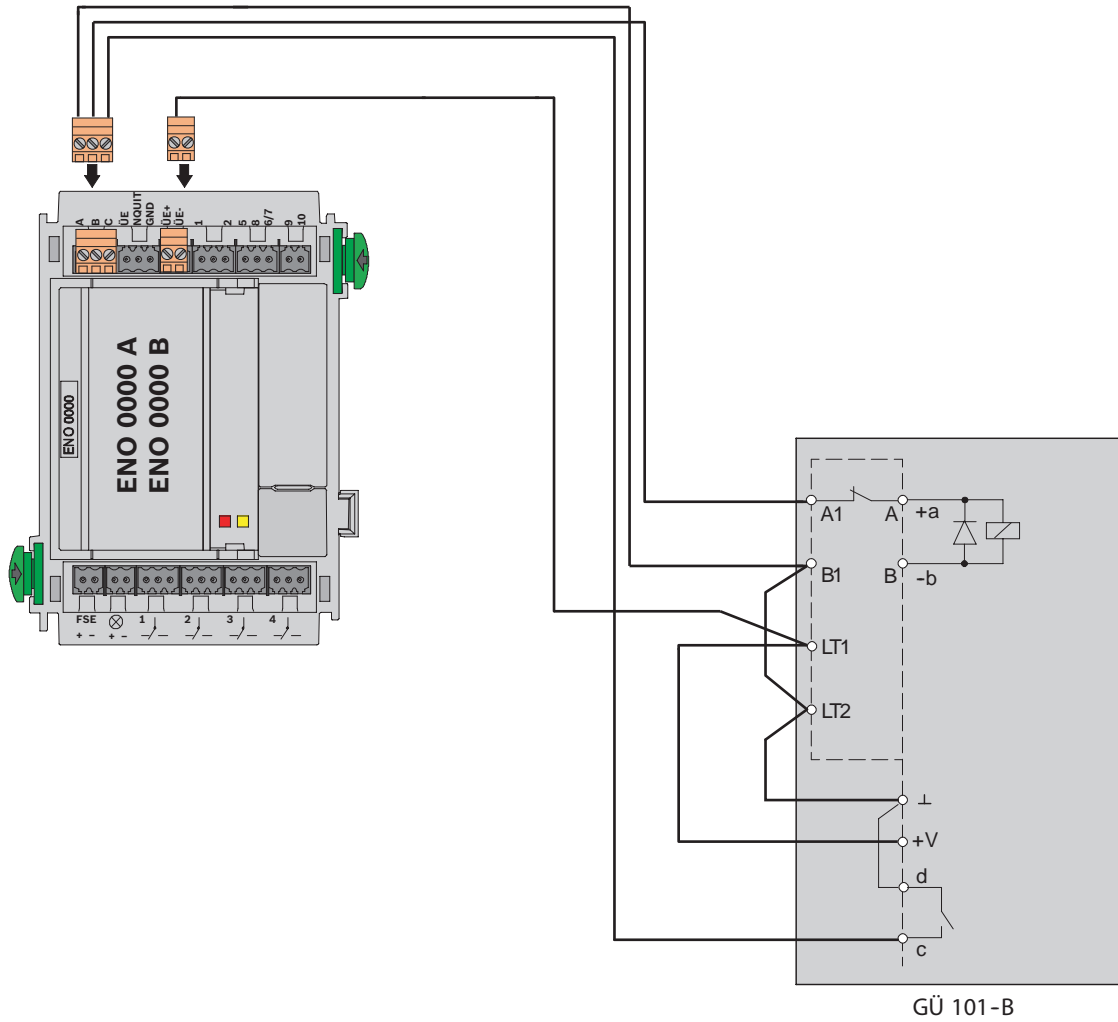 A B C ÜE NQUIT GND ÜE+ ÜE- 1 2 5 8 6/7 9 10
ENO 0000
ENO 0000 A
ENO 0000 B
FSE 1 2 3 4
+ - + -
A1 A +a
B1 B -b
LT1
LT2
⊥
+V
d
c
GÜ 101-B